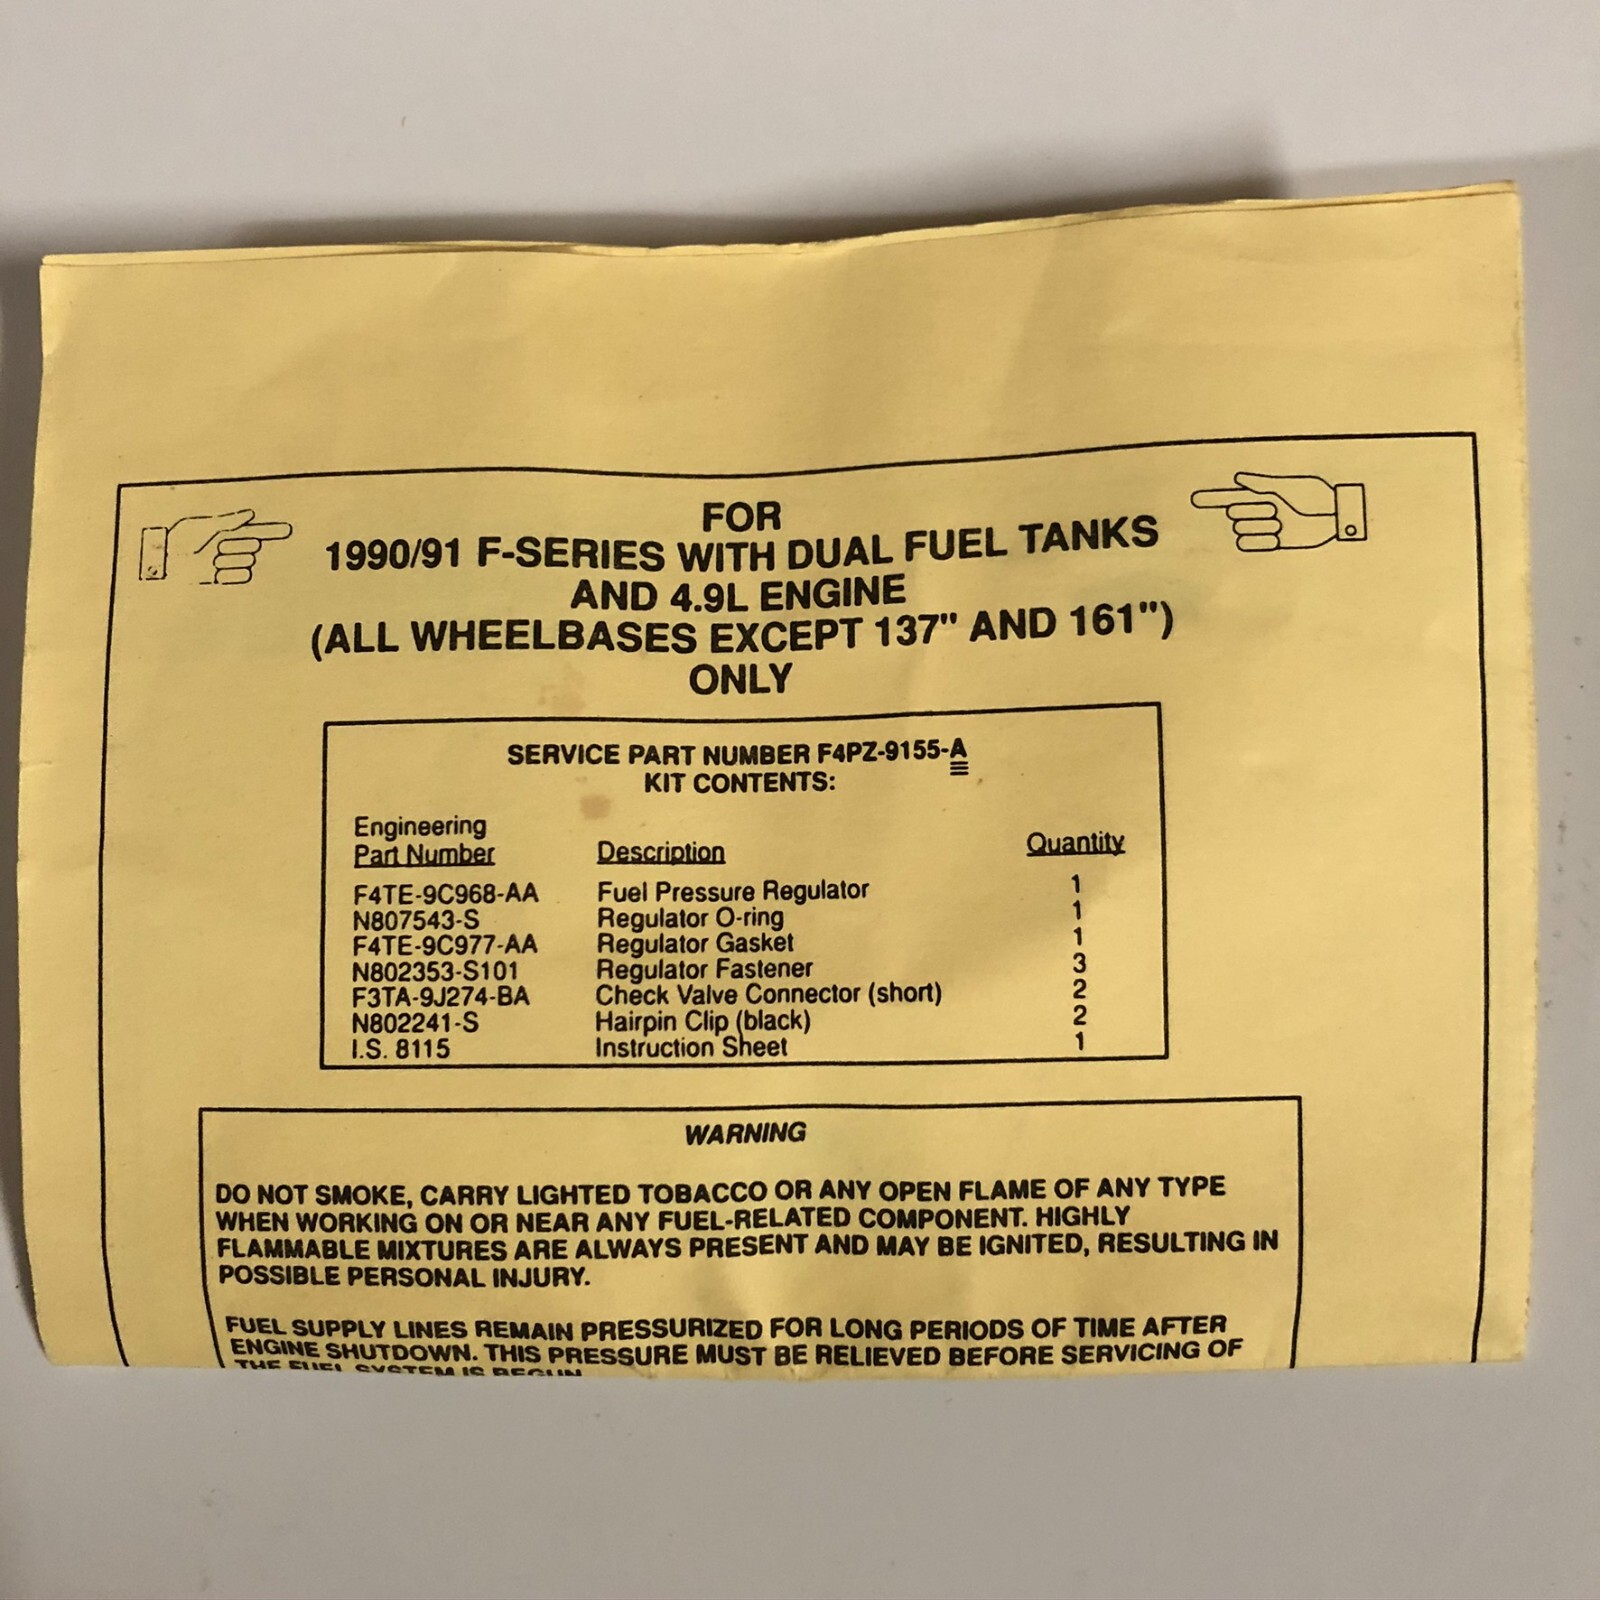 FOR
1990/91 F-SERIES WITH DUAL FUEL TANKS
AND 4.9L ENGINE
(ALL WHEELBASES EXCEPT 137" AND 161")
ONLY
SERVICE PART NUMBER F4PZ-9155-A
KIT CONTENTS:
Engineering
Part Number Description Quantity
F4TE-9C968-AA Fuel Pressure Regulator 1
N807543-S Regulator O-ring 1
F4TE-9C977-AA Regulator Gasket 1
N802353-S101 Regulator Fastener 3
F3TA-9J274-BA Check Valve Connector (short) 2
N802241-S Hairpin Clip (black) 2
I.S. 8115 Instruction Sheet 1
WARNING
DO NOT SMOKE, CARRY LIGHTED TOBACCO OR ANY OPEN FLAME OF ANY TYPE
WHEN WORKING ON OR NEAR ANY FUEL-RELATED COMPONENT. HIGHLY
FLAMMABLE MIXTURES ARE ALWAYS PRESENT AND MAY BE IGNITED, RESULTING IN
POSSIBLE PERSONAL INJURY.
FUEL SUPPLY LINES REMAIN PRESSURIZED FOR LONG PERIODS OF TIME AFTER
ENGINE SHUTDOWN. THIS PRESSURE MUST BE RELIEVED BEFORE SERVICING OF
THE FUEL SYSTEM IS BEGUN